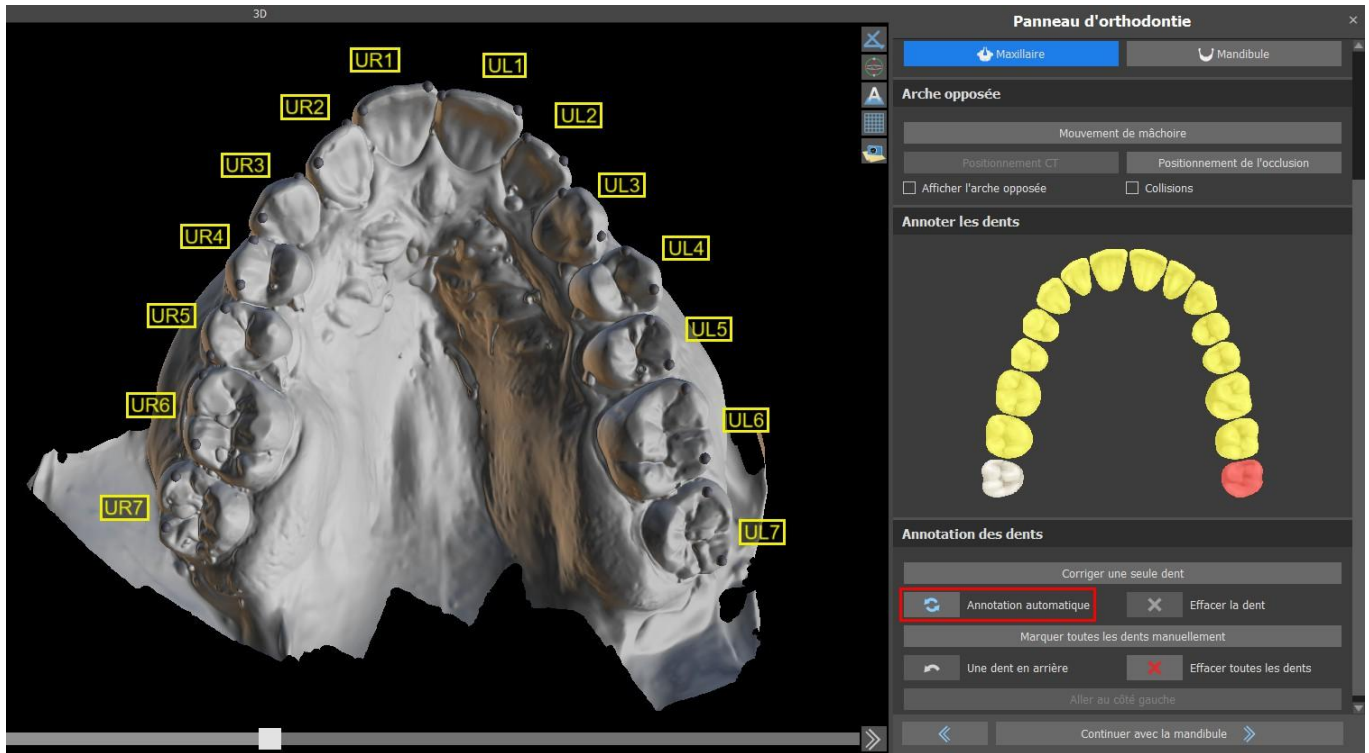 3D
UR1
UL1
UR2
UL2
UR3
UL3
UR4
UL4
UR5
UL5
UR6
UL6
UR7
UL7
Panneau d'orthodontie
Maxillaire
Mandibule
Arche opposée
Mouvement de mâchoire
Positionnement CT
Positionnement de l'occlusion
Afficher l'arche opposée
Collisions
Annoter les dents
Annotation des dents
Corriger une seule dent
Annotation automatique
Effacer la dent
Marquer toutes les dents manuellement
Une dent en arrière
Effacer toutes les dents
Aller au côté gauche
Continuer avec la mandibule